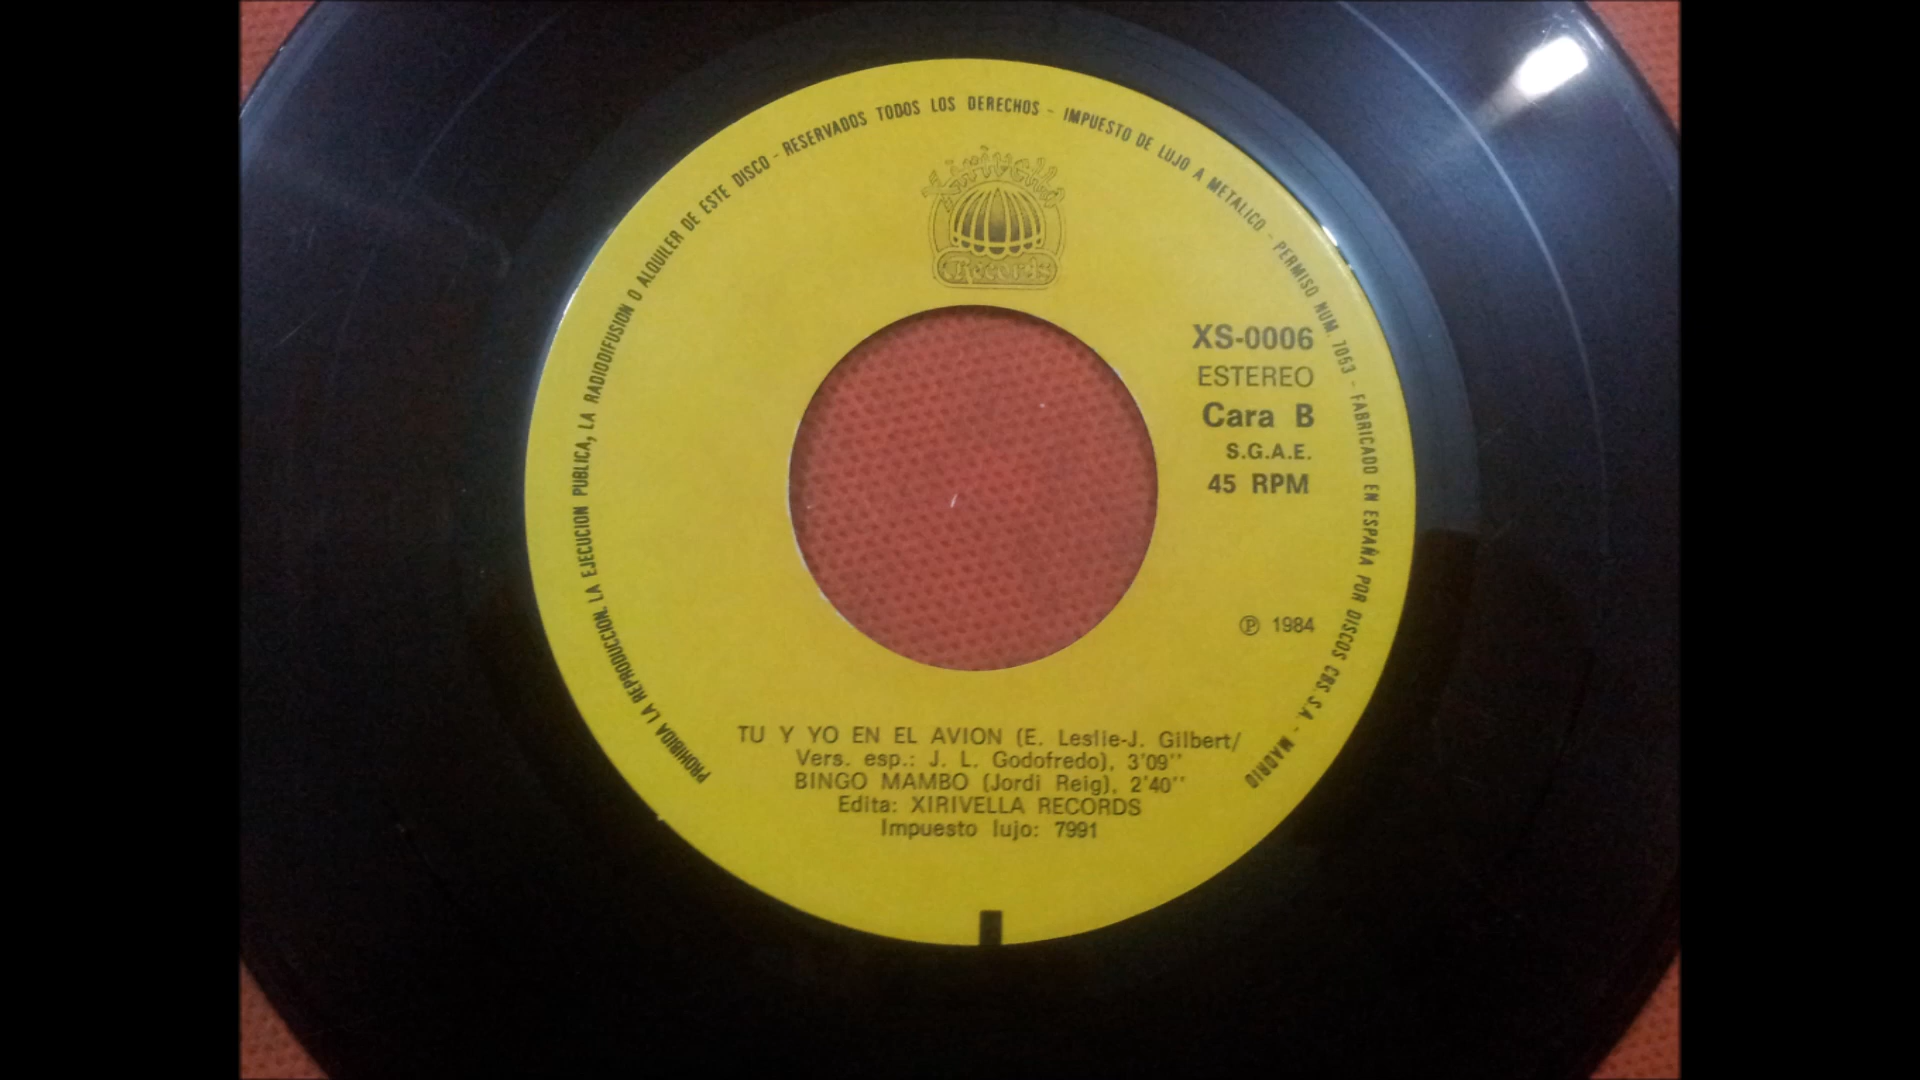 PROHIBIDA LA REPRODUCCION, LA EJECUCION PUBLICA, LA RADIODIFUSION O ALQUILER DE ESTE DISCO - RESERVADOS TODOS LOS DERECHOS - IMPUESTO DE LUJO A METALICO - PERMISO NUM. 7053 - FABRICADO EN ESPAÑA POR DISCOS CBS. S.A. - MADRID
Xirivella
Records
XS-0006
ESTEREO
Cara B
S.G.A.E.
45 RPM
℗ 1984
TU Y YO EN EL AVION (E. Leslie-J. Gilbert/
Vers. esp.: J. L. Godofredo), 3'09''
BINGO MAMBO (Jordi Reig), 2'40''
Edita: XIRIVELLA RECORDS
Impuesto lujo: 7991